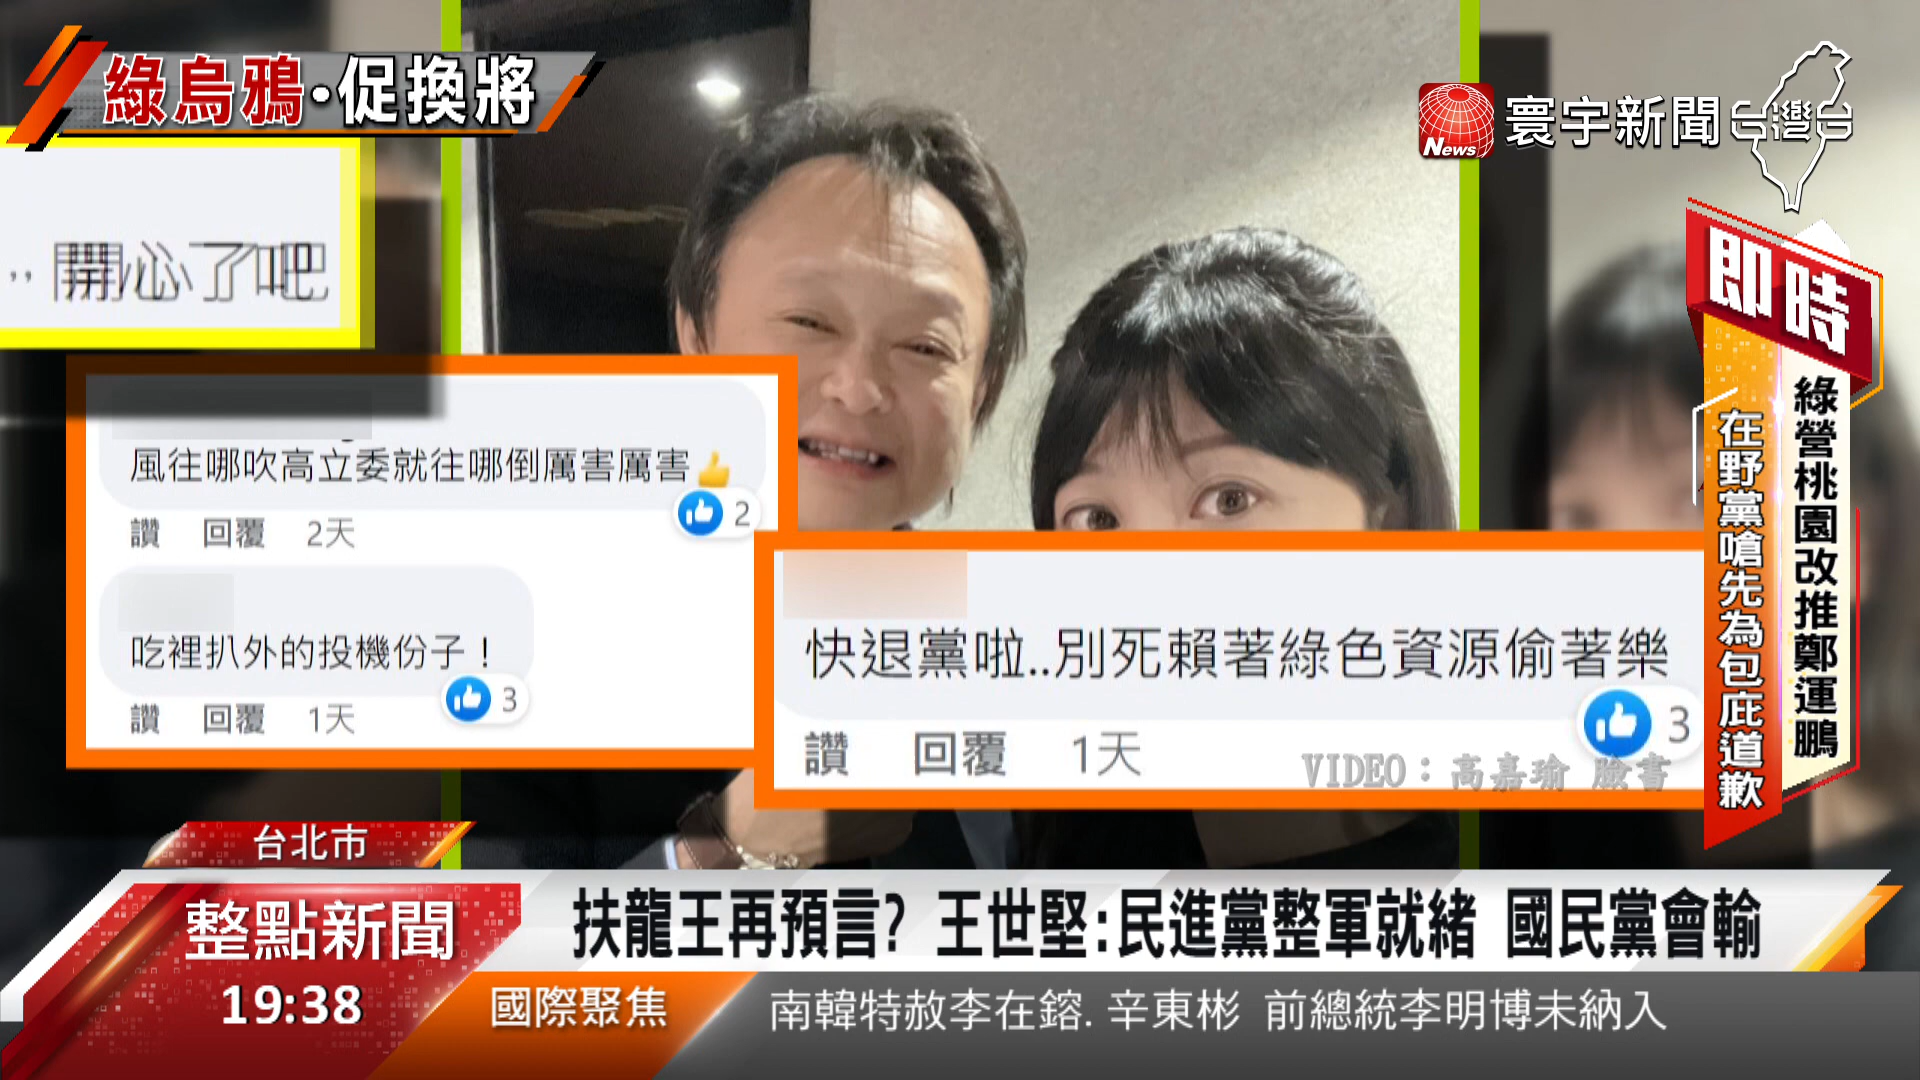 綠烏鴉·促換將
News
寰宇新聞
台灣台
,,開心了吧
即時
綠營桃園改推鄭運鵬
在野黨嗆先為包庇道歉
風往哪吹高立委就往哪倒厲害厲害👍
2
讚 回覆 2天
吃裡扒外的投機份子！
3
讚 回覆 1天
快退黨啦..別死賴著綠色資源偷著樂
3
讚 回覆 1天
VIDEO：高嘉瑜 臉書
台北市
整點新聞
扶龍王再預言? 王世堅:民進黨整軍就緒 國民黨會輸
19:38
國際聚焦
南韓特赦李在鎔.辛東彬 前總統李明博未納入